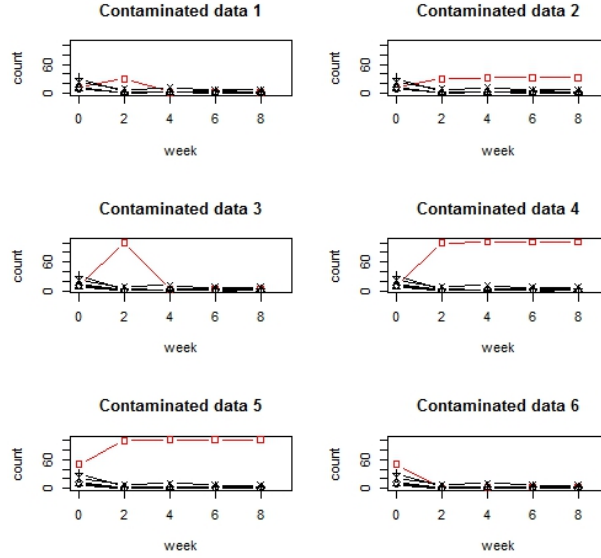 Contaminated data 1
count
60
0
0 2 4 6 8
week
Contaminated data 2
count
60
0
0 2 4 6 8
week
Contaminated data 3
count
60
0
0 2 4 6 8
week
Contaminated data 4
count
60
0
0 2 4 6 8
week
Contaminated data 5
count
60
0
0 2 4 6 8
week
Contaminated data 6
count
60
0
0 2 4 6 8
week